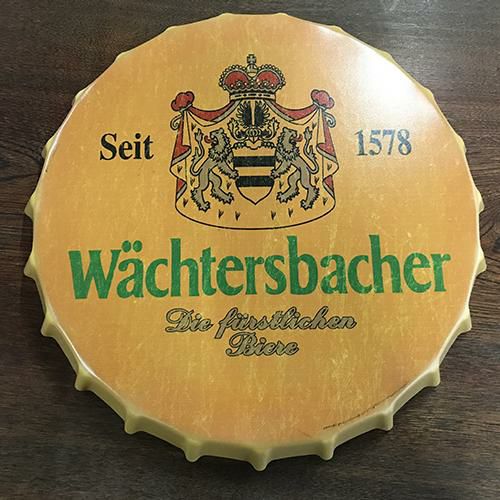 Seit 1578
Wächtersbacher
Die fürstlichen
Biere